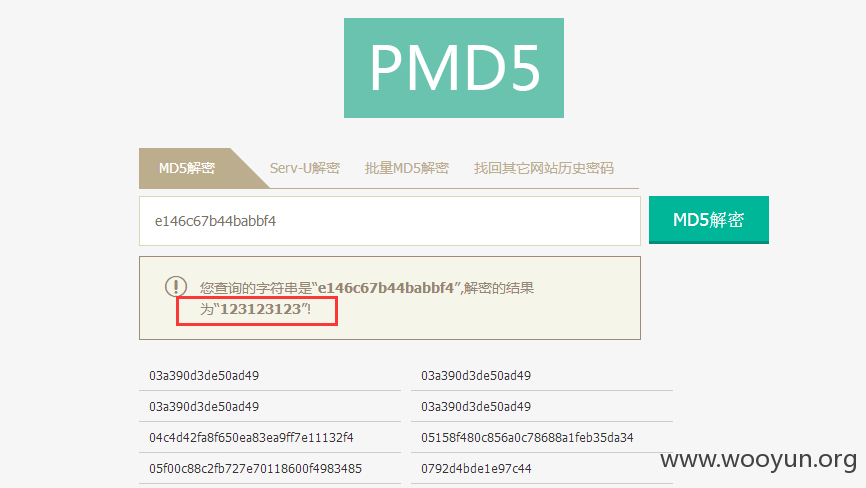 PMD5
MD5解密 Serv-U解密 批量MD5解密 找回其它网站历史密码
e146c67b44babbf4 MD5解密
您查询的字符串是“e146c67b44babbf4”,解密的结果
为“123123123”!
03a390d3de50ad49 03a390d3de50ad49
03a390d3de50ad49 03a390d3de50ad49
04c4d42fa8f650ea83ea9ff7e11132f4 05158f480c856a0c78688a1feb35da34
05f00c88c2fb727e70118600f4983485 0792d4bde1e97c44
www.wooyun.org